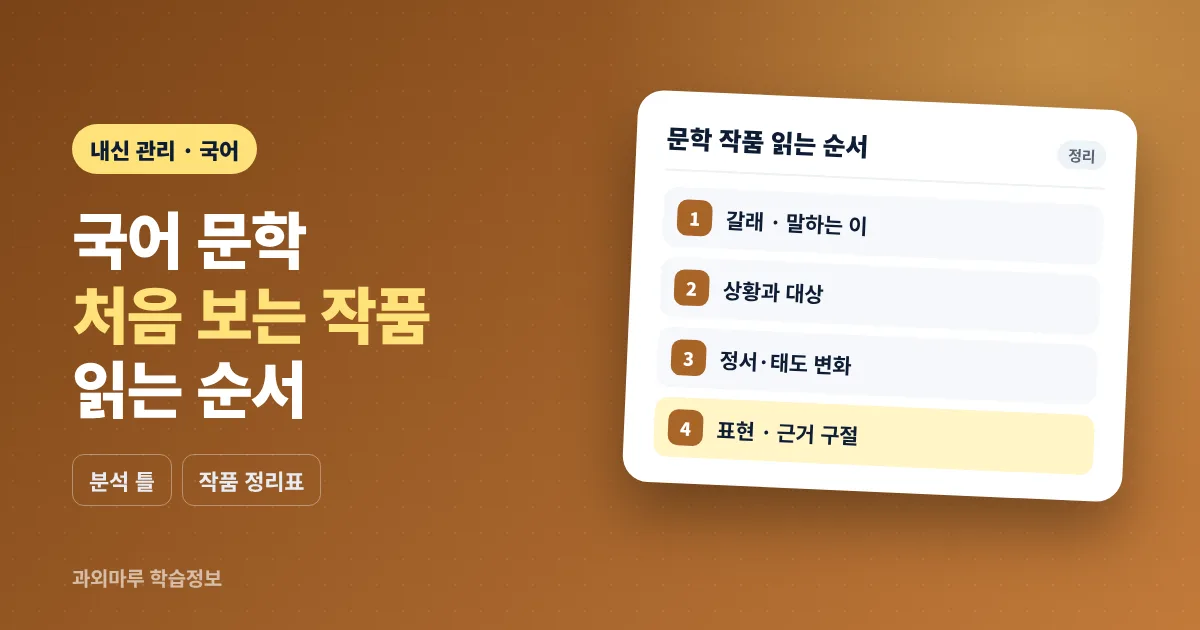 내신 관리 · 국어
국어 문학
처음 보는 작품
읽는 순서
분석 틀
작품 정리표
과외마루 학습정보
문학 작품 읽는 순서
정리
1 갈래 · 말하는 이
2 상황과 대상
3 정서·태도 변화
4 표현 · 근거 구절